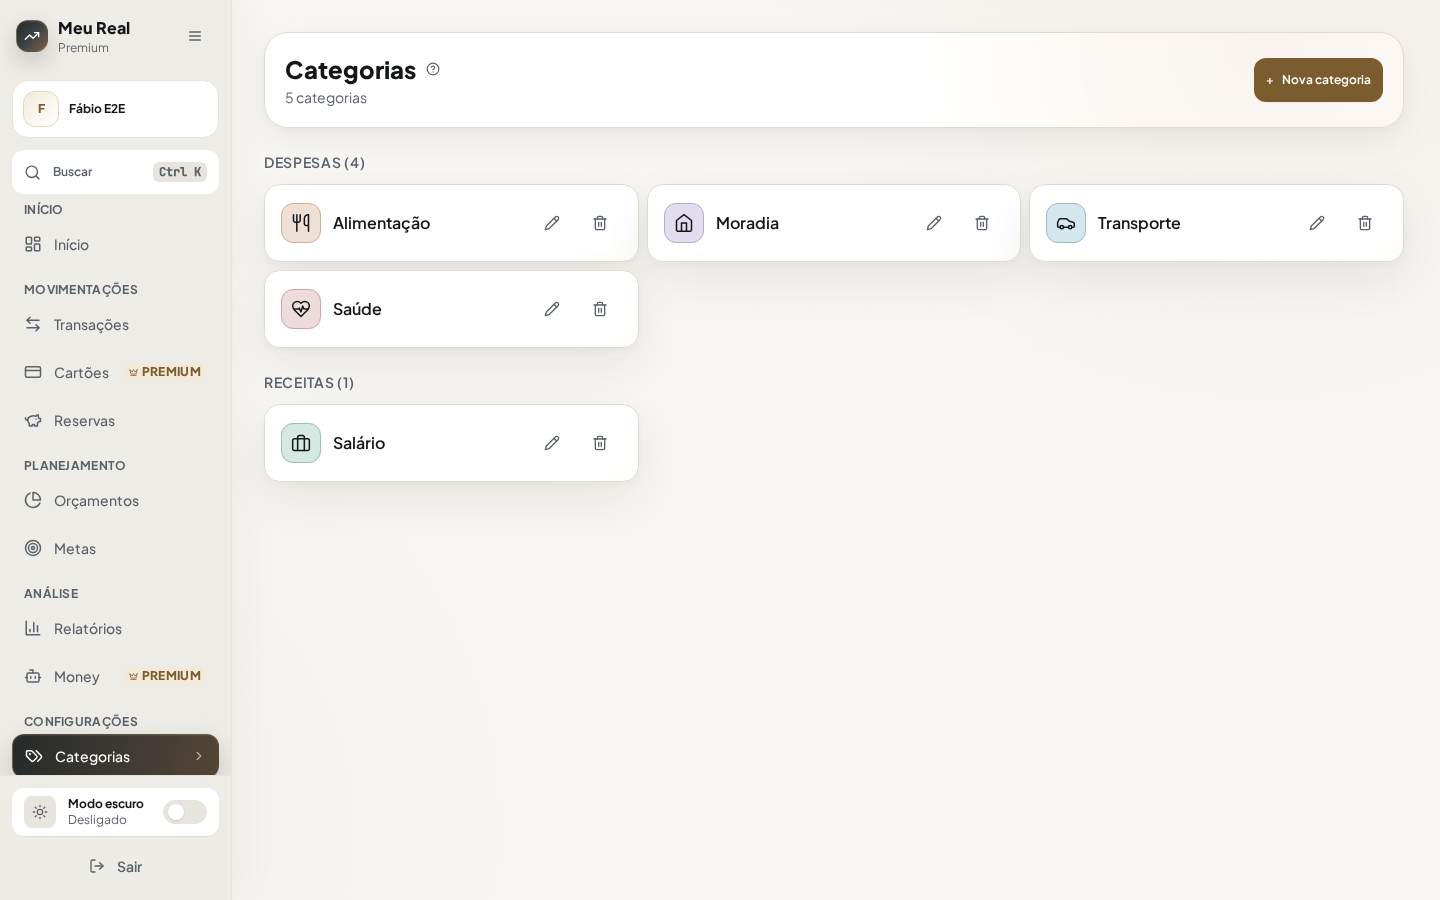 Meu Real
Premium
F
Fábio E2E
Buscar
Ctrl K
INÍCIO
Início
MOVIMENTAÇÕES
Transações
Cartões
PREMIUM
Reservas
PLANEJAMENTO
Orçamentos
Metas
ANÁLISE
Relatórios
Money
PREMIUM
CONFIGURAÇÕES
Categorias
Modo escuro
Desligado
Sair
Categorias
5 categorias
+ Nova categoria
DESPESAS (4)
Alimentação
Moradia
Transporte
Saúde
RECEITAS (1)
Salário